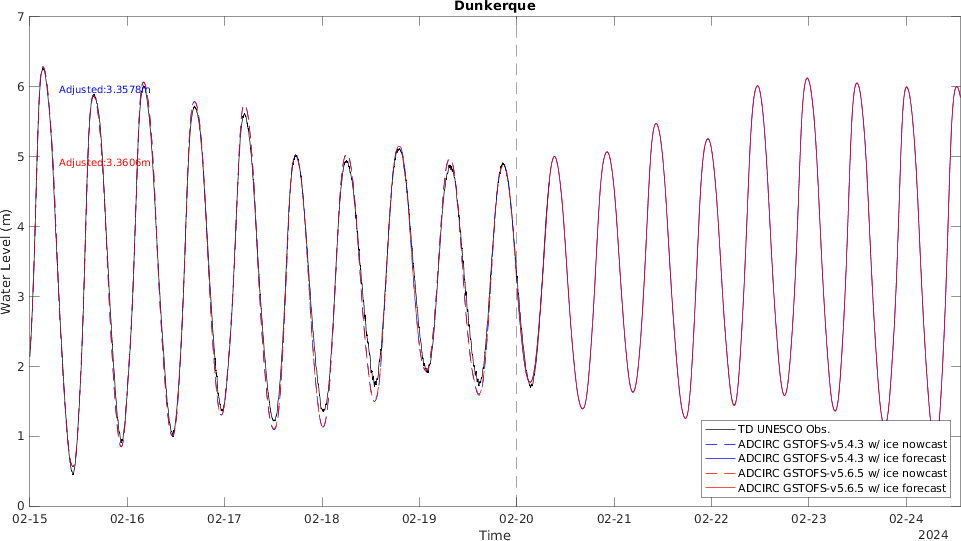 Dunkerque
7
6
5
4
3
2
1
0
Water Level (m)
Adjusted:3.3578m
Adjusted:3.3606m
TD UNESCO Obs.
ADCIRC GSTOFS-v5.4.3 w/ ice nowcast
ADCIRC GSTOFS-v5.4.3 w/ ice forecast
ADCIRC GSTOFS-v5.6.5 w/ ice nowcast
ADCIRC GSTOFS-v5.6.5 w/ ice forecast
02-15 02-16 02-17 02-18 02-19 02-20 02-21 02-22 02-23 02-24
Time
2024